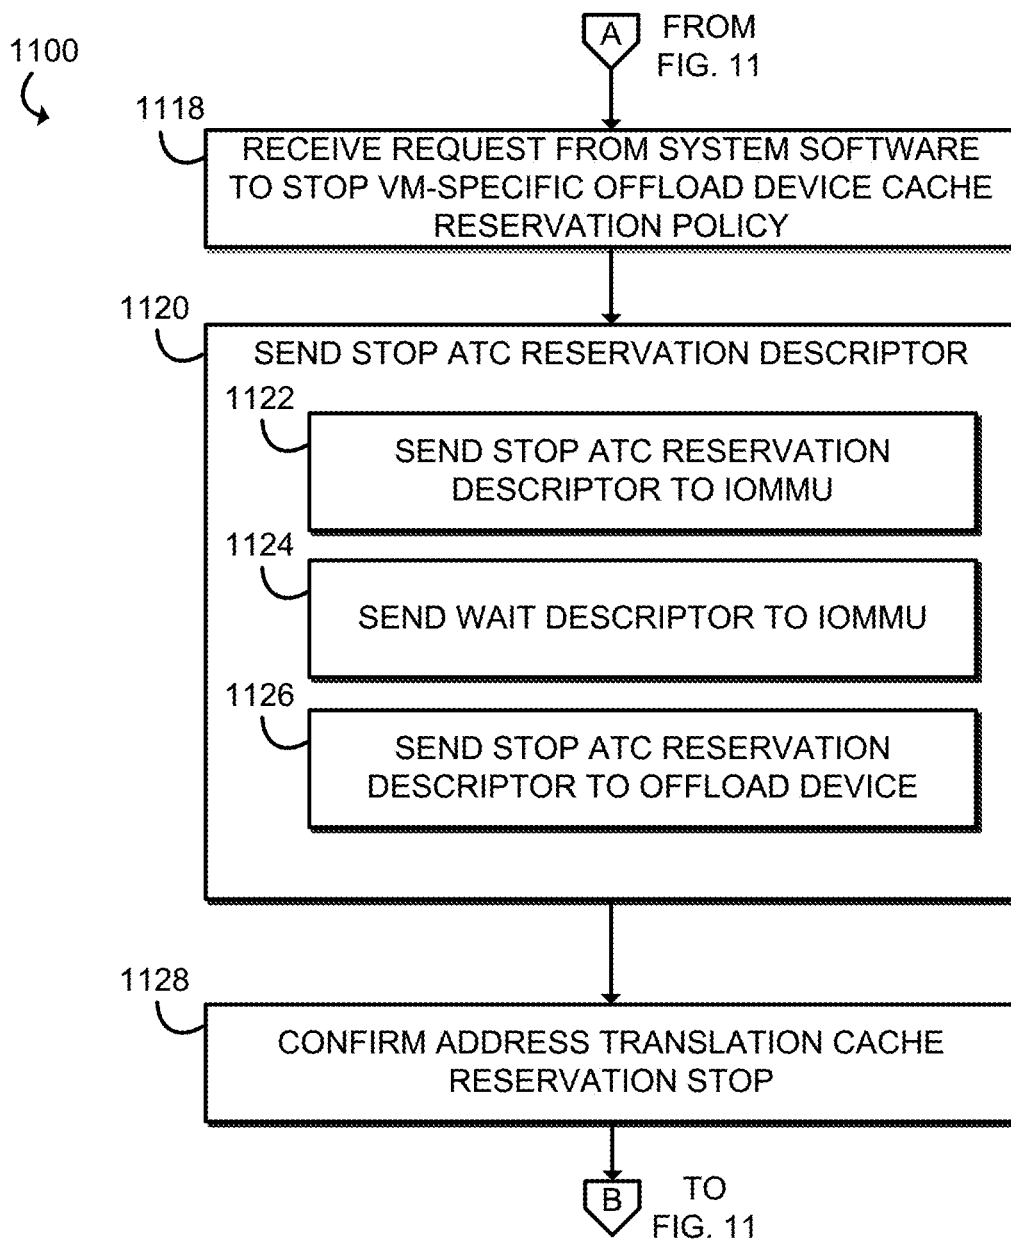 A
FROM
FIG. 11
1100
1118
RECEIVE REQUEST FROM SYSTEM SOFTWARE
TO STOP VM-SPECIFIC OFFLOAD DEVICE CACHE
RESERVATION POLICY
1120
SEND STOP ATC RESERVATION DESCRIPTOR
1122
SEND STOP ATC RESERVATION
DESCRIPTOR TO IOMMU
1124
SEND WAIT DESCRIPTOR TO IOMMU
1126
SEND STOP ATC RESERVATION
DESCRIPTOR TO OFFLOAD DEVICE
1128
CONFIRM ADDRESS TRANSLATION CACHE
RESERVATION STOP
B
TO
FIG. 11